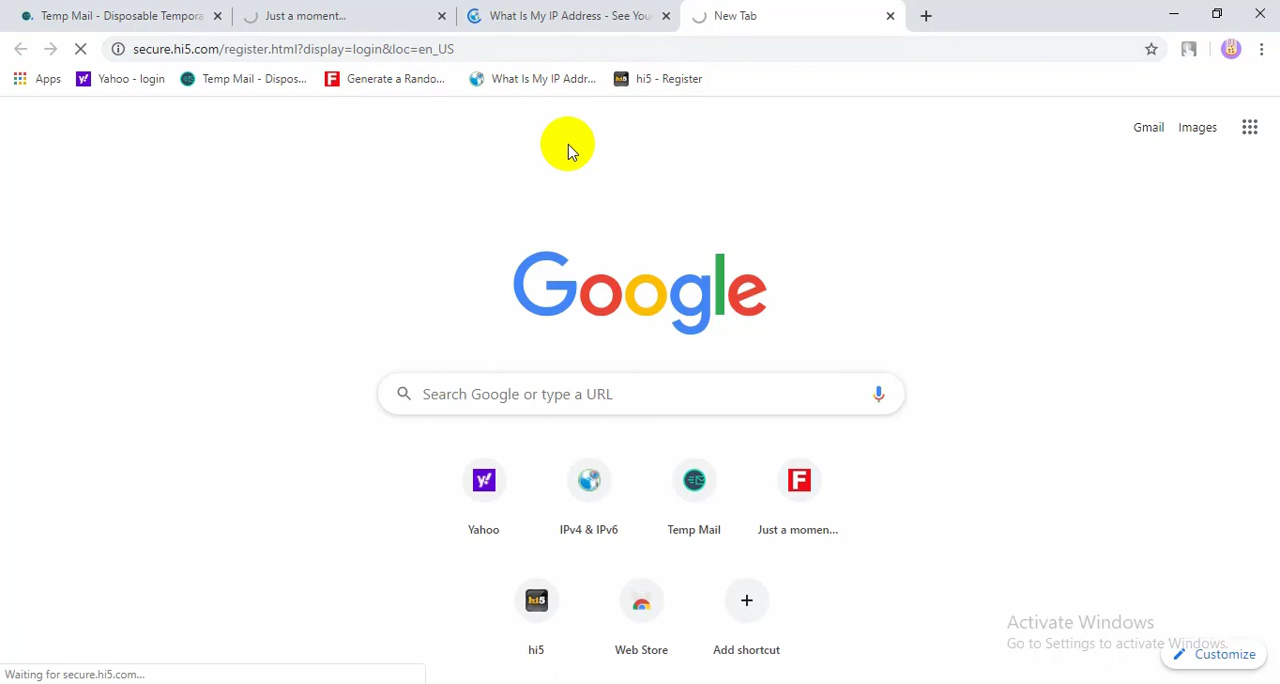 Temp Mail - Disposable Tempora
Just a moment...
What Is My IP Address - See You
New Tab
secure.hi5.com/register.html?display=login&loc=en_US
Apps
Yahoo - login
Temp Mail - Dispos...
Generate a Rando...
What Is My IP Addr...
hi5 - Register
Gmail
Images
Google
Search Google or type a URL
Yahoo
IPv4 & IPv6
Temp Mail
Just a momen...
hi5
hi5
Web Store
Add shortcut
Activate Windows
Go to Settings to activate Windows.
Customize
Waiting for secure.hi5.com...